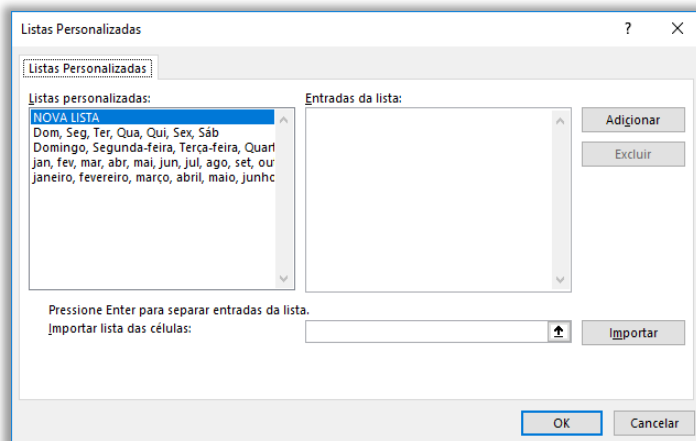 Listas Personalizadas
Listas Personalizadas
Listas personalizadas:
Entradas da lista:
NOVA LISTA
Dom, Seg, Ter, Qua, Qui, Sex, Sáb
Domingo, Segunda-feira, Terça-feira, Quart
jan, fev, mar, abr, mai, jun, jul, ago, set, ou
janeiro, fevereiro, março, abril, maio, junho
Adicionar
Excluir
Pressione Enter para separar entradas da lista.
Importar lista das células:
Importar
OK
Cancelar